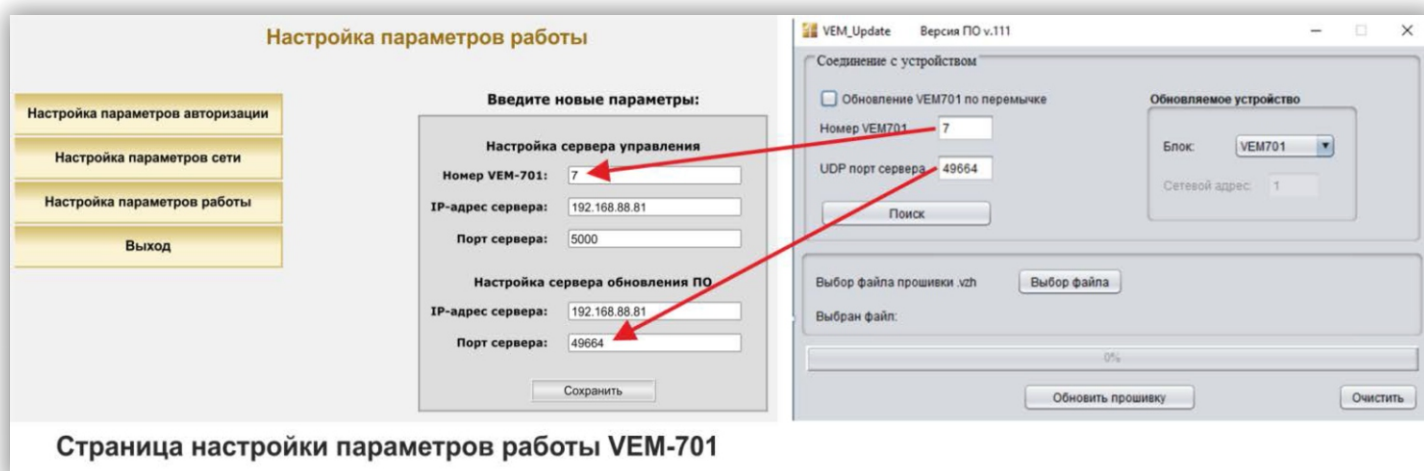 Настройка параметров работы
Настройка параметров авторизации
Настройка параметров сети
Настройка параметров работы
Выход
Введите новые параметры:
Настройка сервера управления
Номер VEM-701: 7
IP-адрес сервера: 192.168.88.81
Порт сервера: 5000
Настройка сервера обновления ПО
IP-адрес сервера: 192.168.88.81
Порт сервера: 49664
Сохранить
VEM_Update Версия ПО v.111
Соединение с устройством
Обновление VEM701 по перемычке
Номер VEM701 7
UDP порт сервера 49664
Поиск
Обновляемое устройство
Блок: VEM701
Сетевой адрес: 1
Выбор файла прошивки .vzh Выбор файла
Выбран файл:
0%
Обновить прошивку Очистить
Страница настройки параметров работы VEM-701